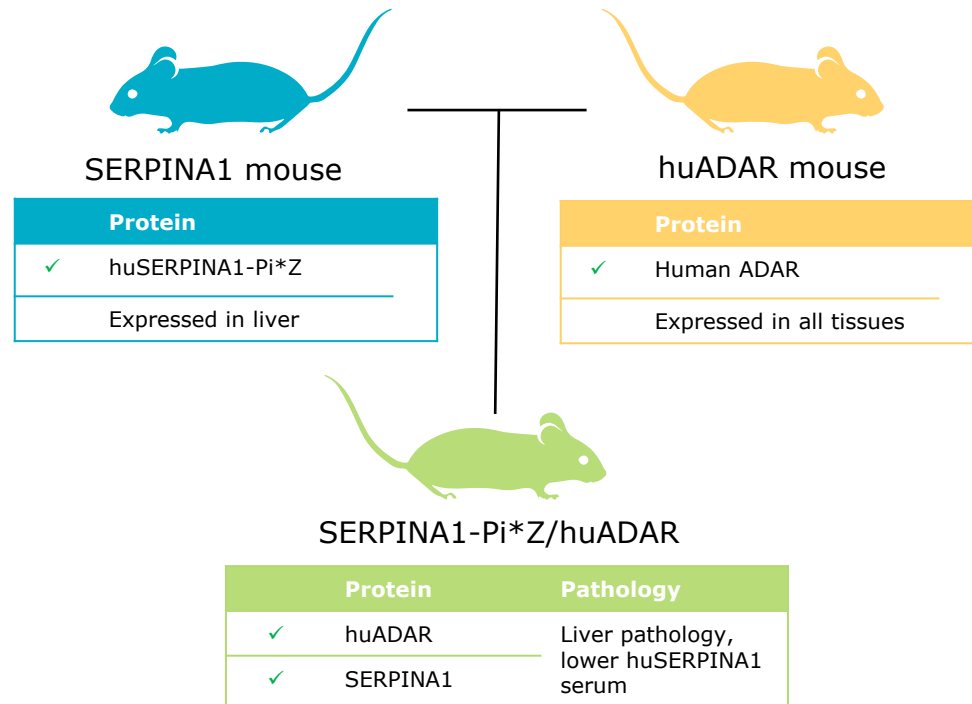 SERPINA1 mouse
Protein
✓ huSERPINA1-Pi*Z
Expressed in liver
huADAR mouse
Protein
✓ Human ADAR
Expressed in all tissues
SERPINA1-Pi*Z/huADAR
Protein Pathology
✓ huADAR
✓ SERPINA1
Liver pathology,
lower huSERPINA1
serum